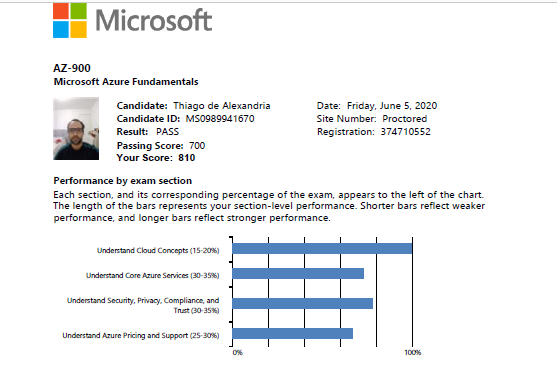 Microsoft
AZ-900
Microsoft Azure Fundamentals
Candidate: Thiago de Alexandria
Candidate ID: MS0989941670
Result: PASS
Passing Score: 700
Your Score: 810
Date: Friday, June 5, 2020
Site Number: Proctored
Registration: 374710552
Performance by exam section
Each section, and its corresponding percentage of the exam, appears to the left of the chart.
The length of the bars represents your section-level performance. Shorter bars reflect weaker
performance, and longer bars reflect stronger performance.
Understand Cloud Concepts (15-20%)
Understand Core Azure Services (30-35%)
Understand Security, Privacy, Compliance, and
Trust (30-35%)
Understand Azure Pricing and Support (25-30%)
0%
100%